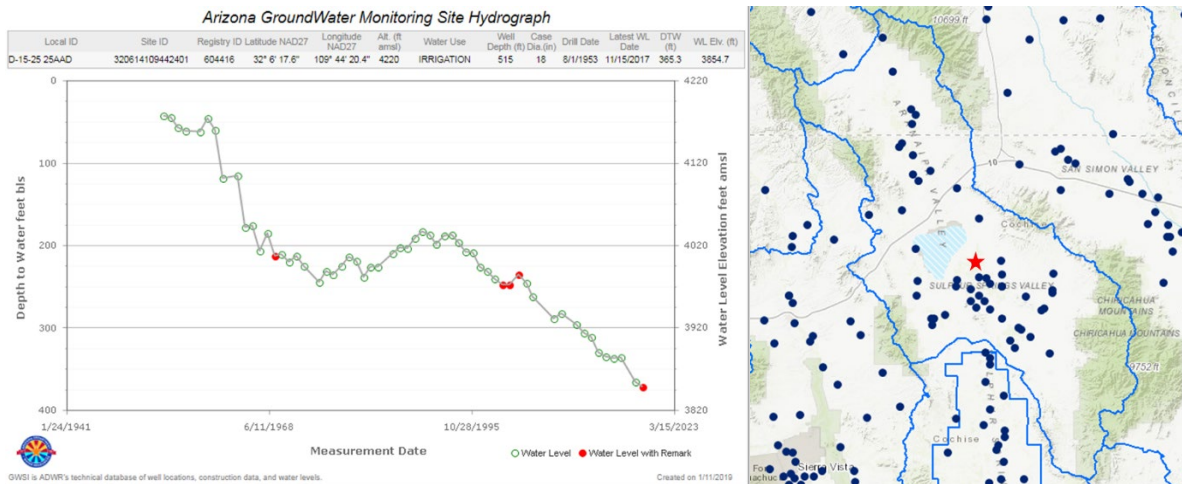 Arizona GroundWater Monitoring Site Hydrograph
Local ID Site ID Registry ID Latitude NAD27 Longitude NAD27 Alt. (ft amsl) Water Use Well Depth (ft) Case Dia.(in) Drill Date Latest WL Date DTW (ft) WL Elv. (ft)
D-15-25 25AAD 320614109442401 604416 32° 6' 17.6" 109° 44' 20.4" 4220 IRRIGATION 515 18 8/1/1953 11/15/2017 365.3 3854.7
0 4220
100 4120
200 4020
300 3920
400 3820
Depth to Water feet bls
Water Level Elevation feet amsl
1/24/1941 6/11/1968 10/28/1995 3/15/2023
Measurement Date
Water Level Water Level with Remark
GWSI is ADWR's technical database of well locations, construction data, and water levels.
Created on 1/11/2019
10699 ft
10
SAN SIMON VALLEY
VALLEY
Cochise
SULPHUR SPRINGS VALLEY
CHIRICAHUA
MOUNTAINS
CHIRICAHUA MOUNTAINS
9752 ft
Cochise
Sierra Vista